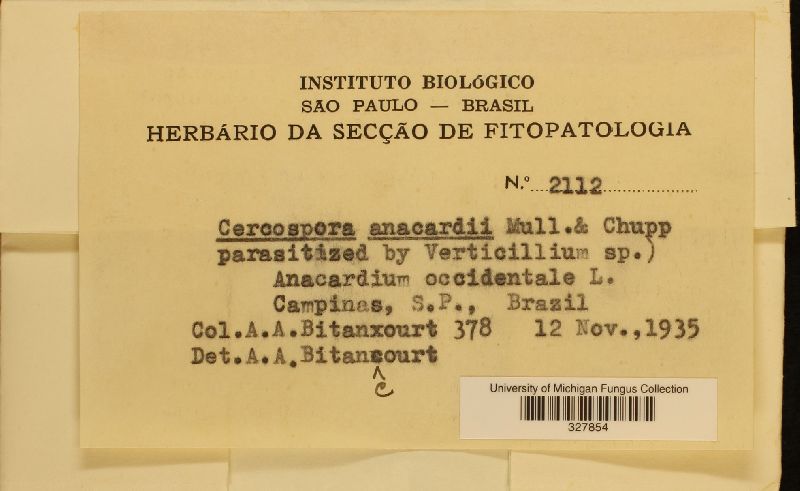 INSTITUTO BIOLóGICO
SAO PAULO — BRASIL
HERBÁRIO DA SECÇÃO DE FITOPATOLOGIA
N.º 2112
Cercospora anacardii Mull.& Chupp
parasitized by Verticillium sp.)
Anacardium occidentale L.
Campinas, S.P., Brazil
Col.A.A.Bitanxourt 378 12 Nov.,1935
Det.A.A.Bitancourt
c
University of Michigan Fungus Collection
327854